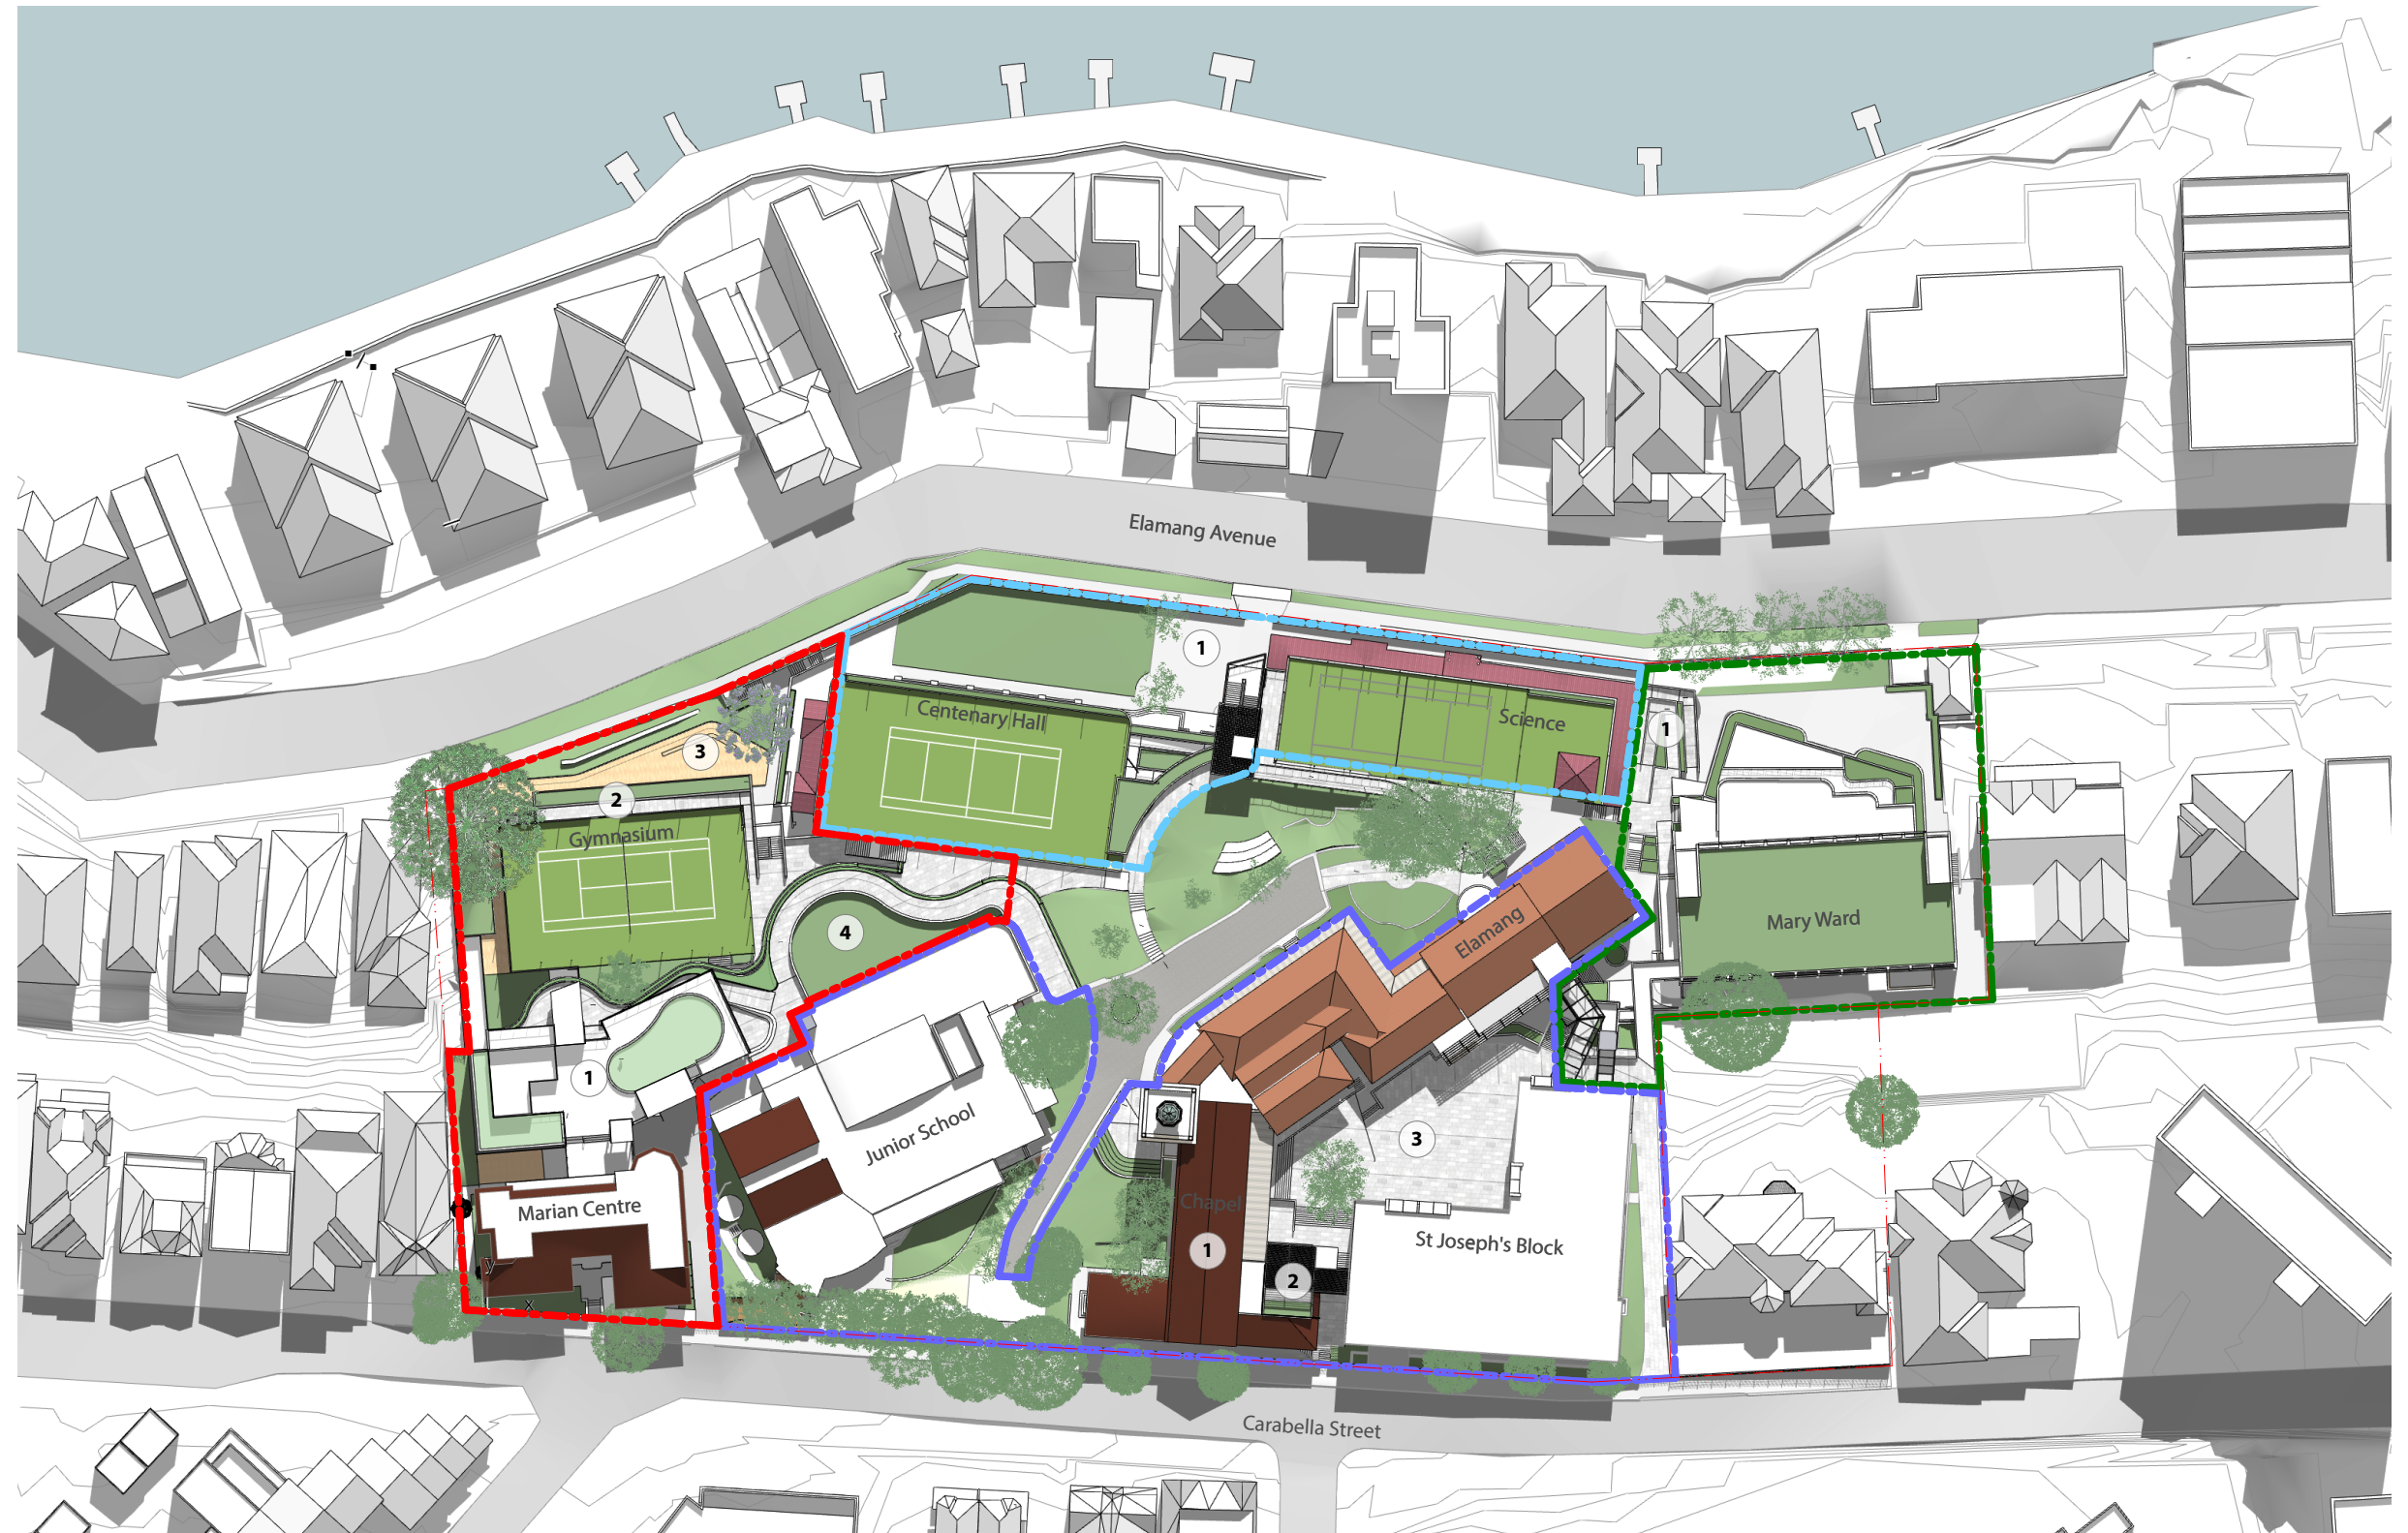 Elamang Avenue
1
Centenary Hall
Science
1
3
2
Gymnasium
4
Elamang
Mary Ward
1
Junior School
3
Marian Centre
Chapel
1
St Joseph's Block
2
x
y
Carabella Street